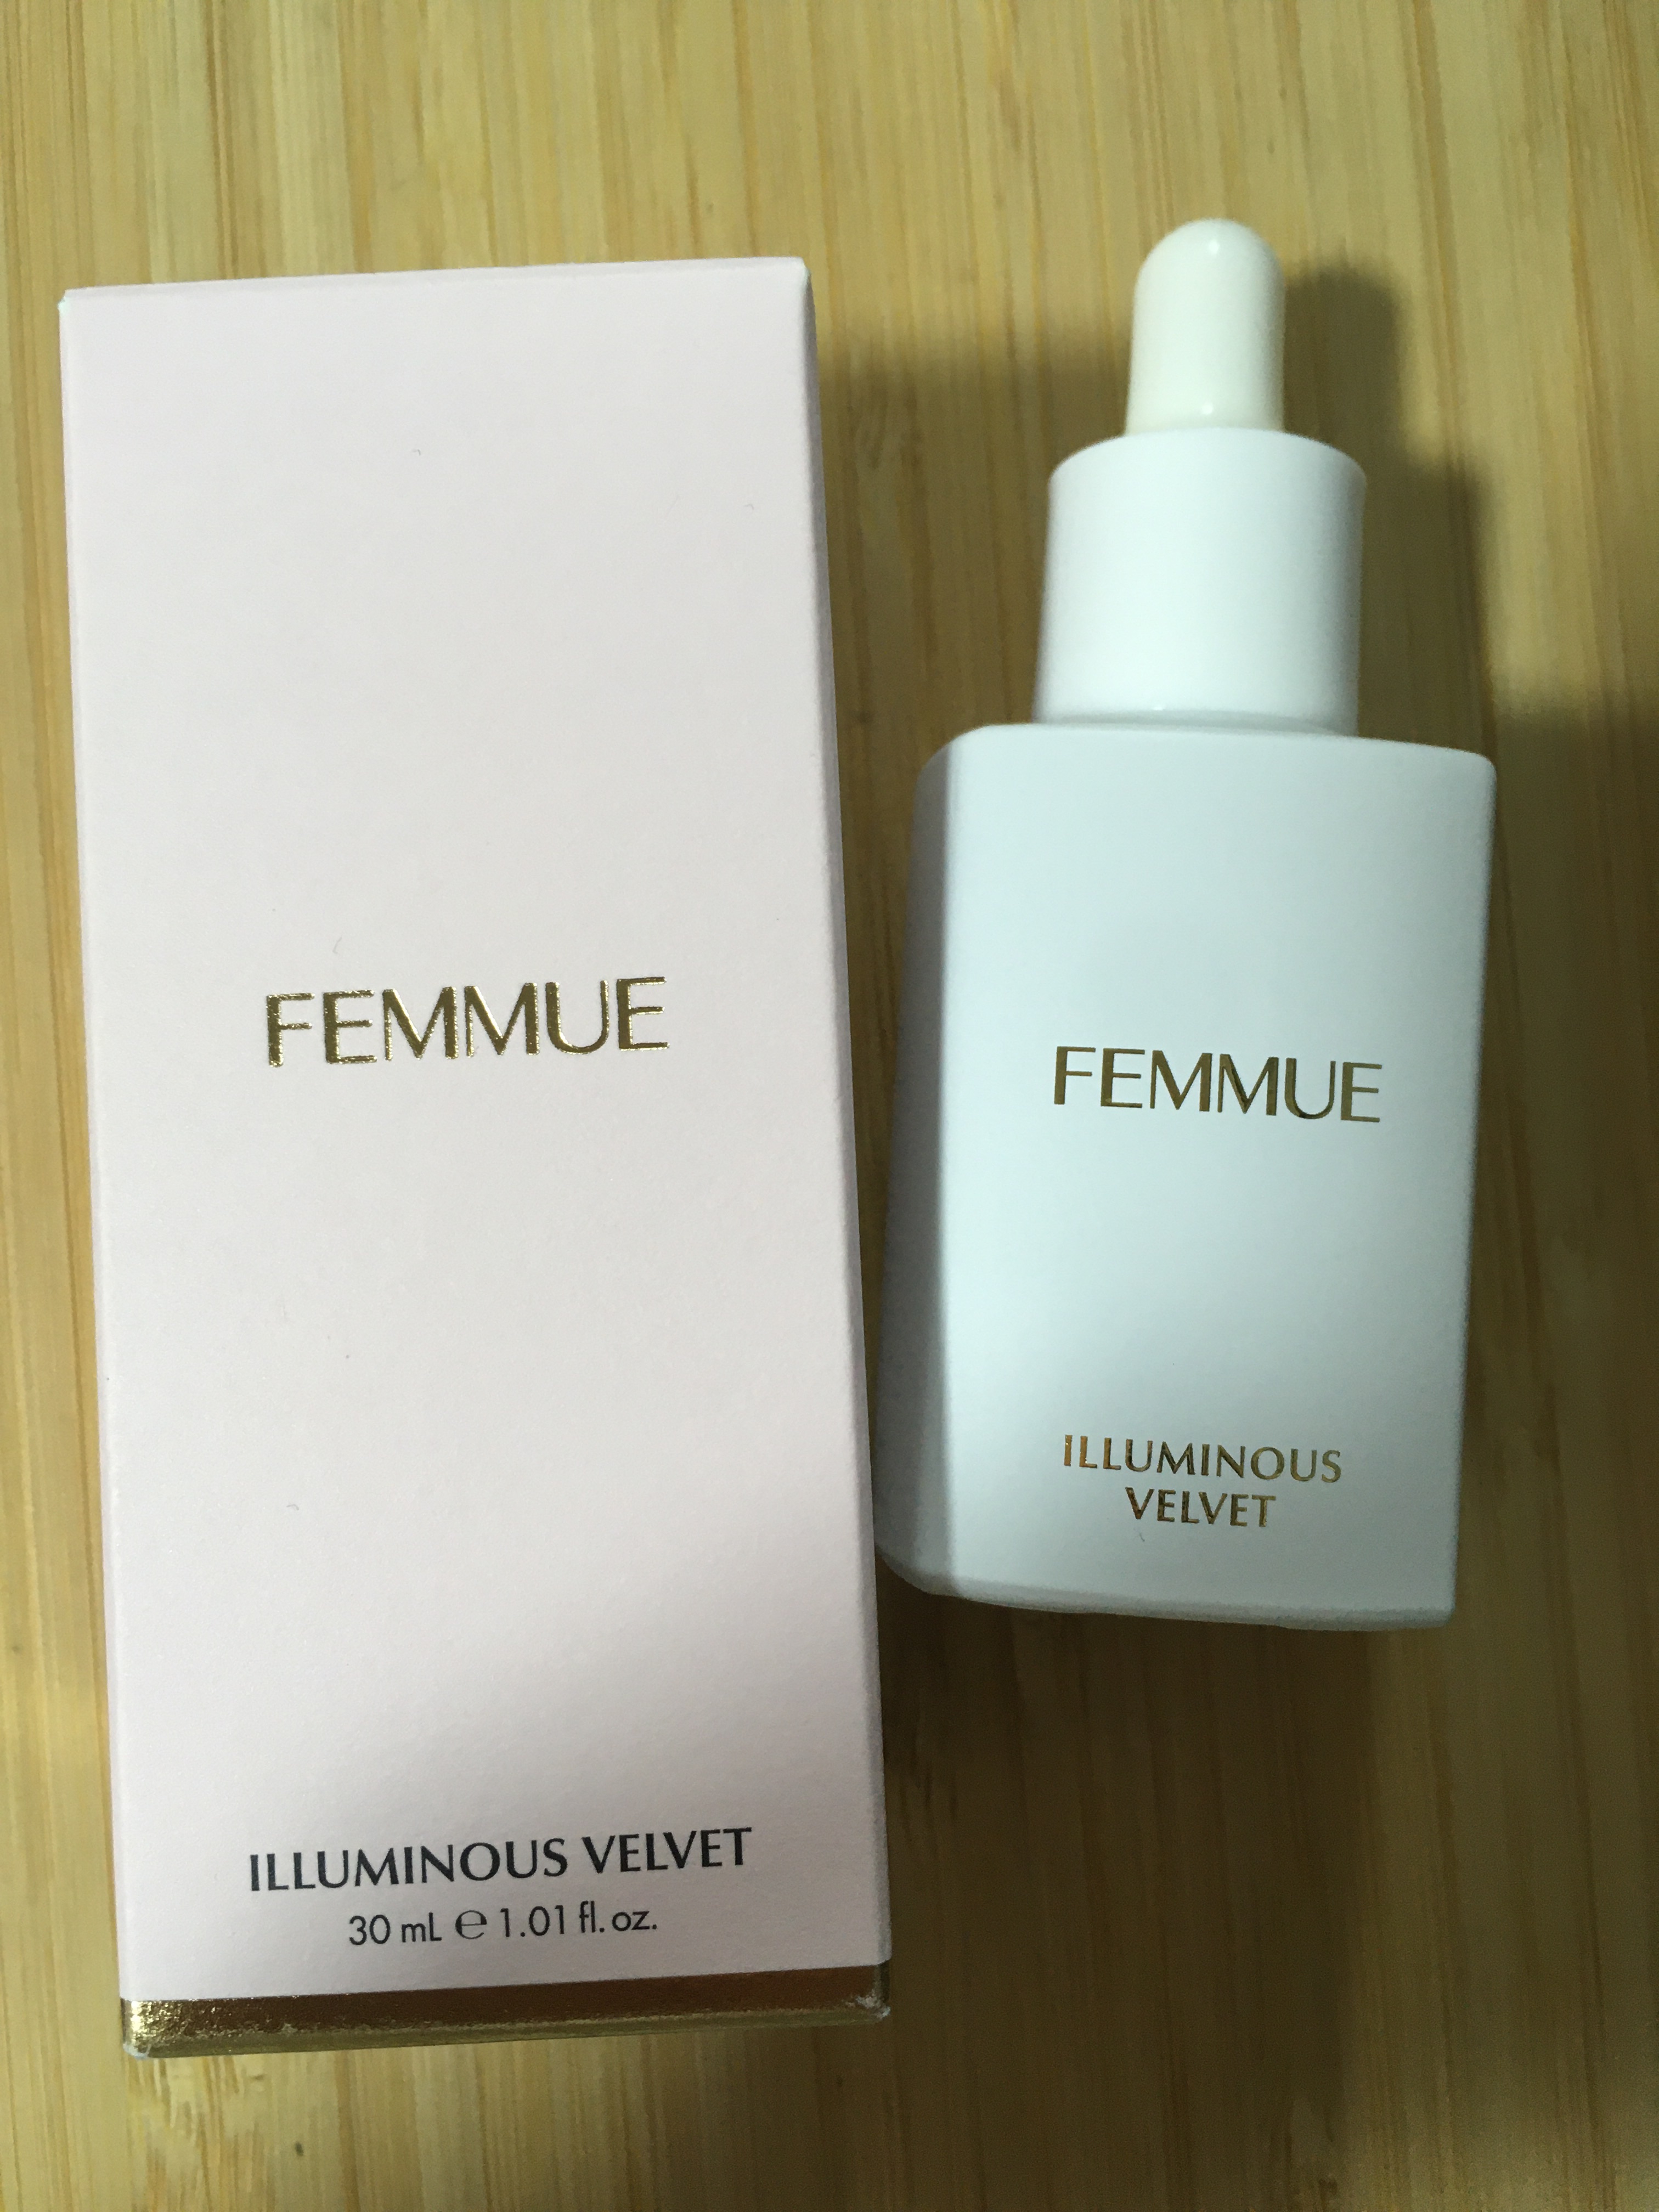 FEMMUE
ILLUMINOUS VELVET
30 mL ℮ 1.01 fl. oz.
FEMMUE
ILLUMINOUS
VELVET